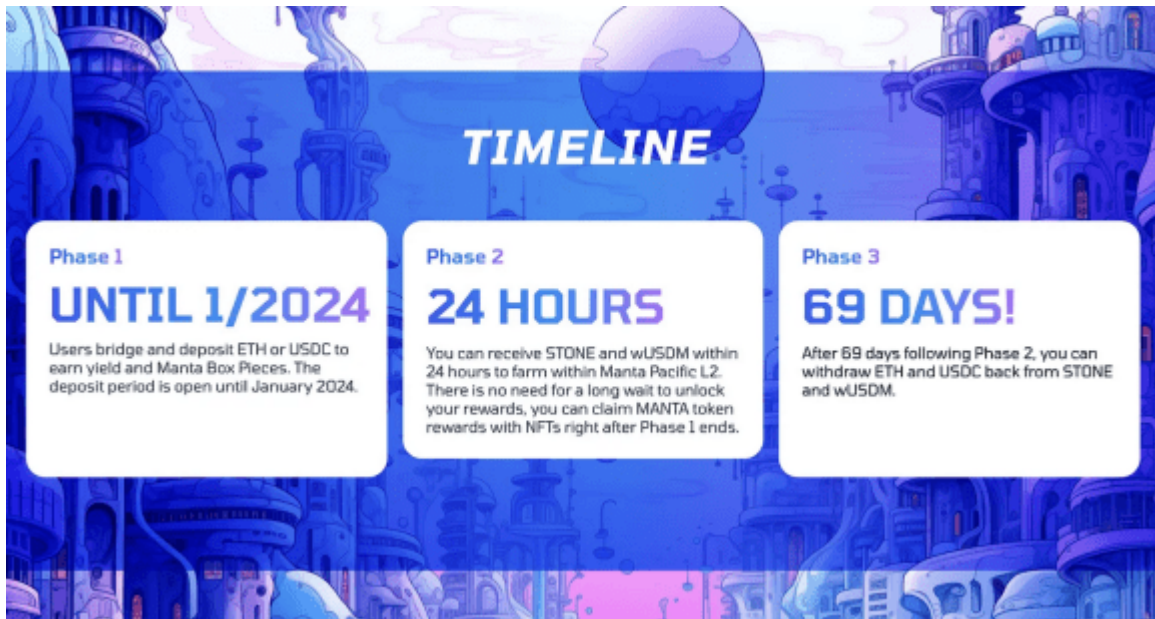 TIMELINE
Phase 1
UNTIL 1/2024
Users bridge and deposit ETH or USDC to
earn yield and Manta Box Pieces. The
deposit period is open until January 2024.
Phase 2
24 HOURS
You can receive STONE and wUSDM within
24 hours to farm within Manta Pacific L2.
There is no need for a long wait to unlock
your rewards, you can claim MANTA token
rewards with NFTs right after Phase 1 ends.
Phase 3
69 DAYS!
After 69 days following Phase 2, you can
withdraw ETH and USDC back from STONE
and wUSDM.